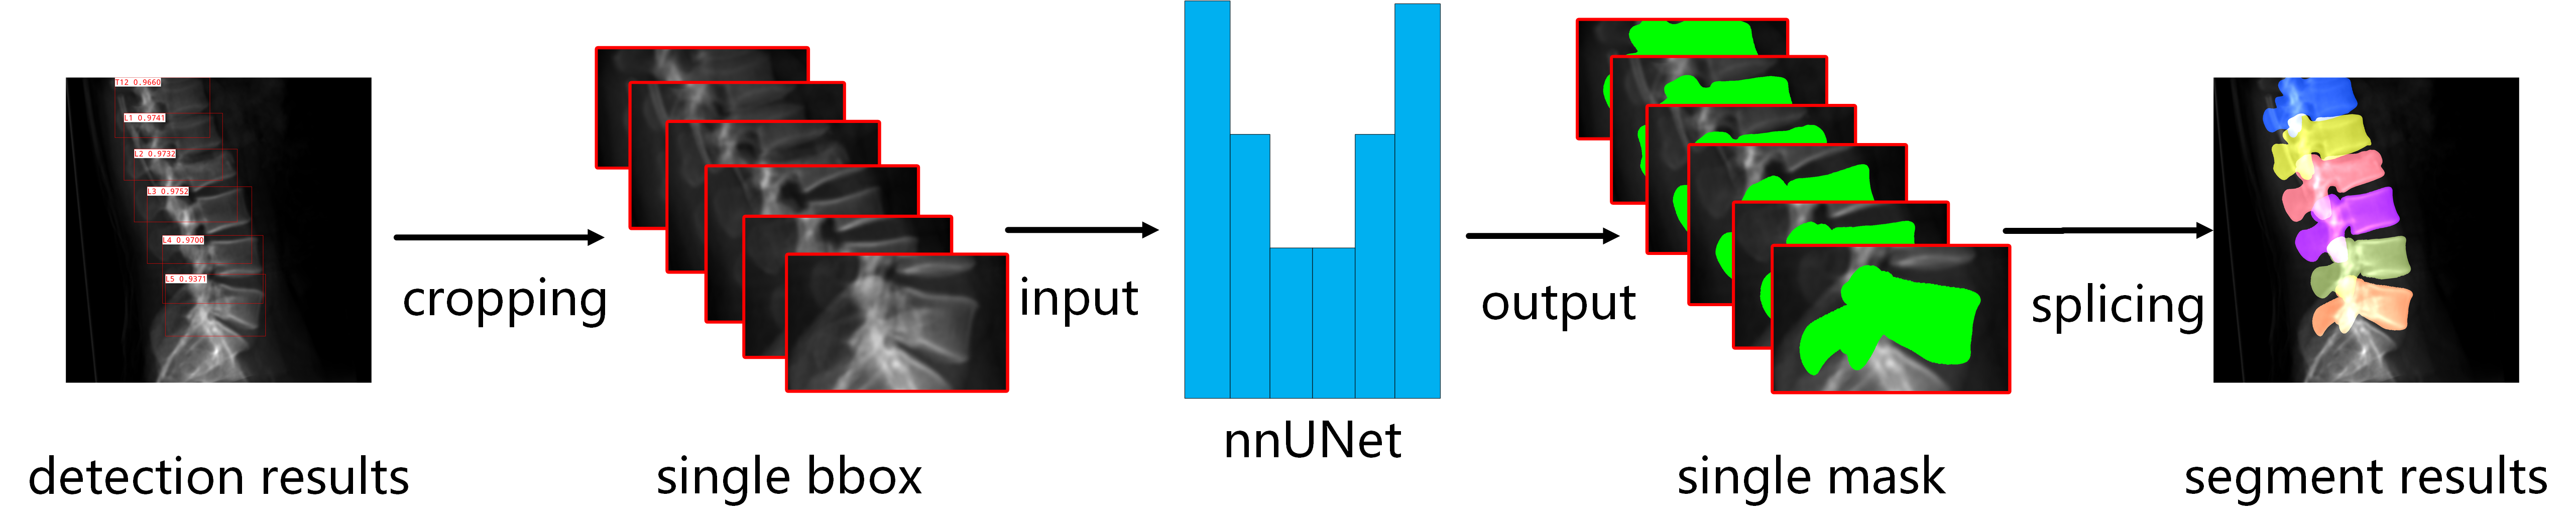 T12 0.9660
L1 0.9741
L2 0.9732
L3 0.9752
L4 0.9700
L5 0.9371
cropping
input
output
splicing
nnUNet
detection results
single bbox
single mask
segment results